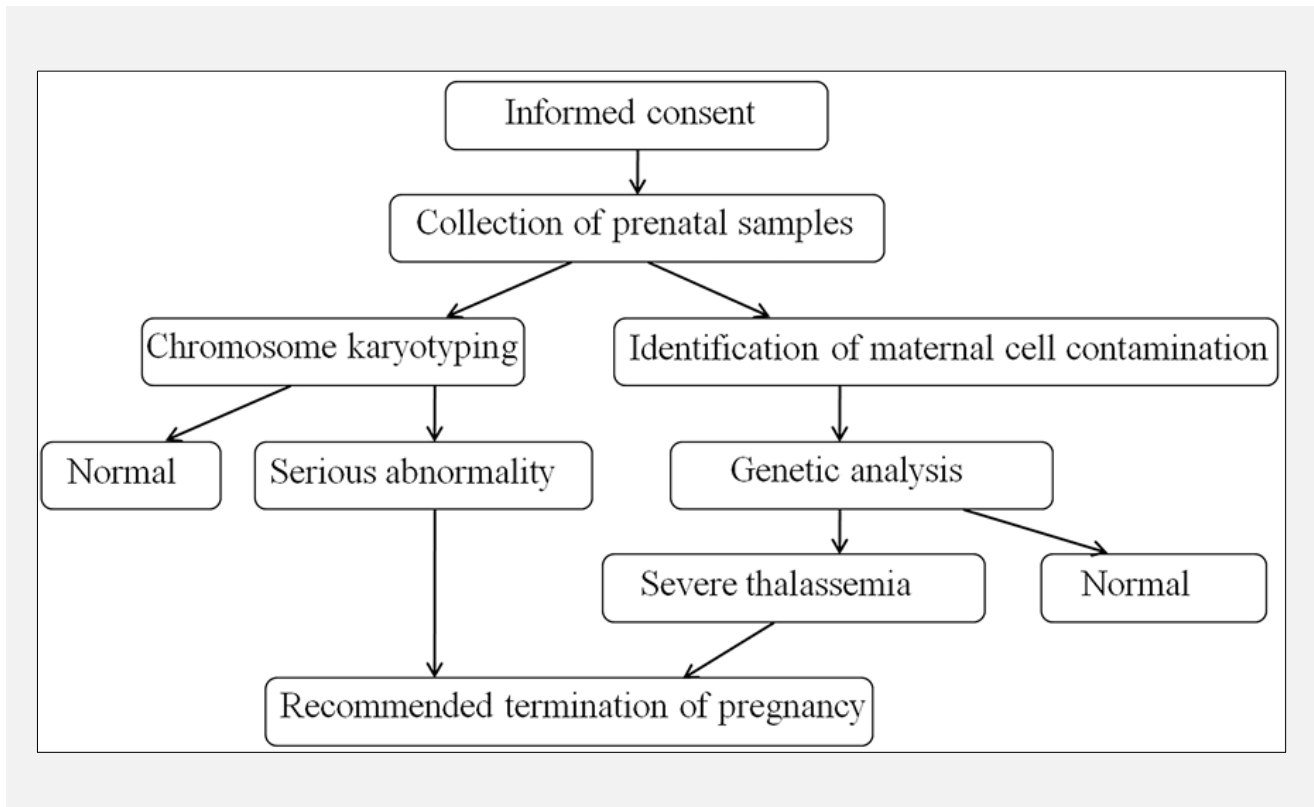 Informed consent
Collection of prenatal samples
Chromosome karyotyping
Identification of maternal cell contamination
Normal
Serious abnormality
Genetic analysis
Severe thalassemia
Normal
Recommended termination of pregnancy